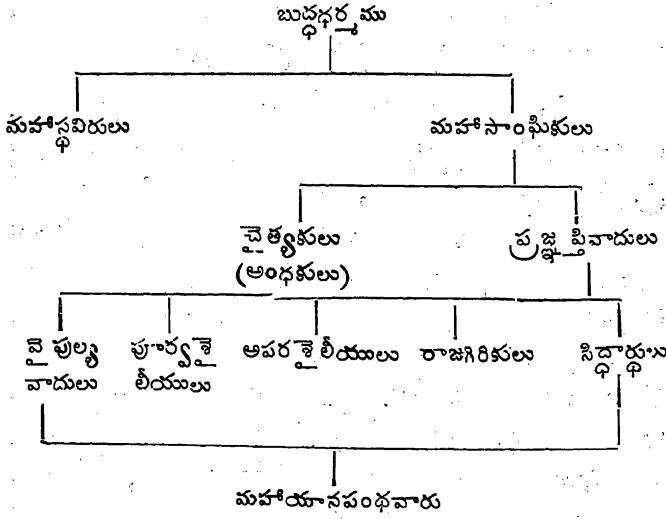 బుద్ధధర్మము
మహాస్థవిరులు మహాసాంఘికులు
చైత్యకులు ప్రజ్ఞప్తివాదులు
(అంధకులు)
వైపుల్య పూర్వశై అపరశైలీయులు రాజగిరికులు సిద్ధార్థులు
వాదులు లీయులు
మహాయానపంథవారు